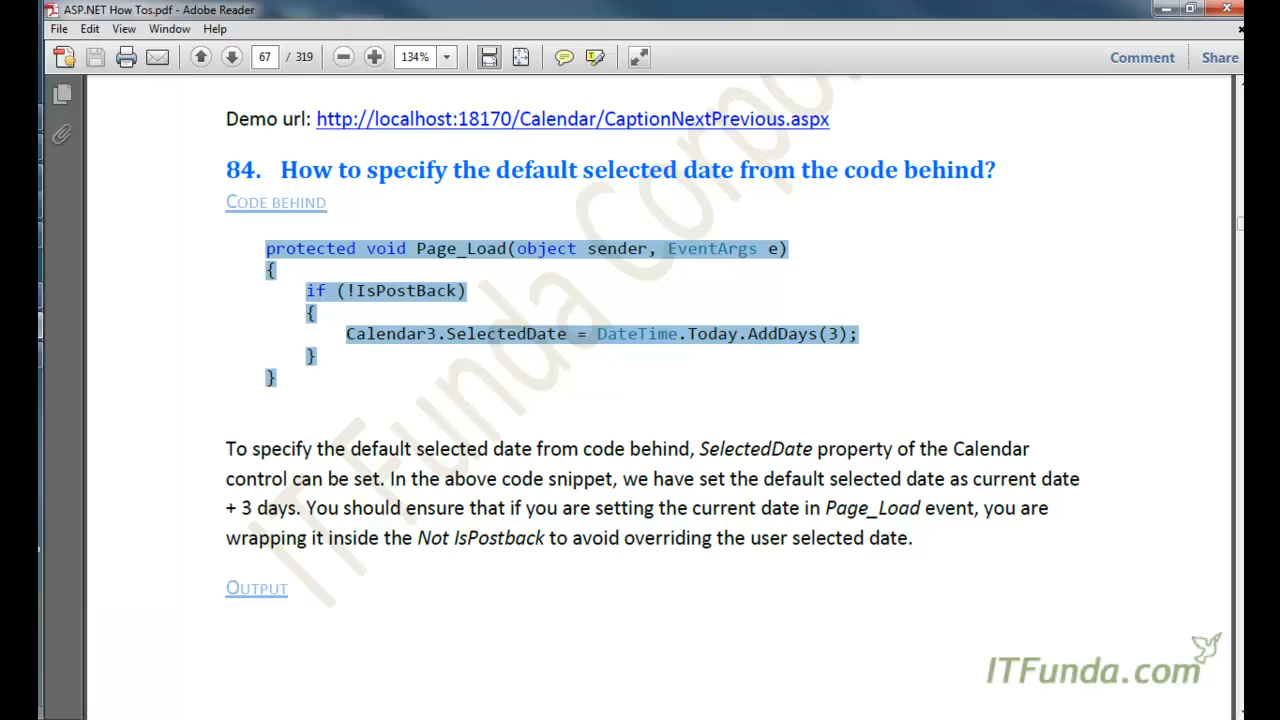 ASP.NET How Tos.pdf - Adobe Reader
File Edit View Window Help
67 / 319 134% Comment Share
Demo url: http://localhost:18170/Calendar/CaptionNextPrevious.aspx
84. How to specify the default selected date from the code behind?
CODE BEHIND
protected void Page_Load(object sender, EventArgs e)
{
if (!IsPostBack)
{
Calendar3.SelectedDate = DateTime.Today.AddDays(3);
}
}
To specify the default selected date from code behind, SelectedDate property of the Calendar
control can be set. In the above code snippet, we have set the default selected date as current date
+ 3 days. You should ensure that if you are setting the current date in Page_Load event, you are
wrapping it inside the Not IsPostback to avoid overriding the user selected date.
OUTPUT
IT Funda Corpo
ITFunda.com